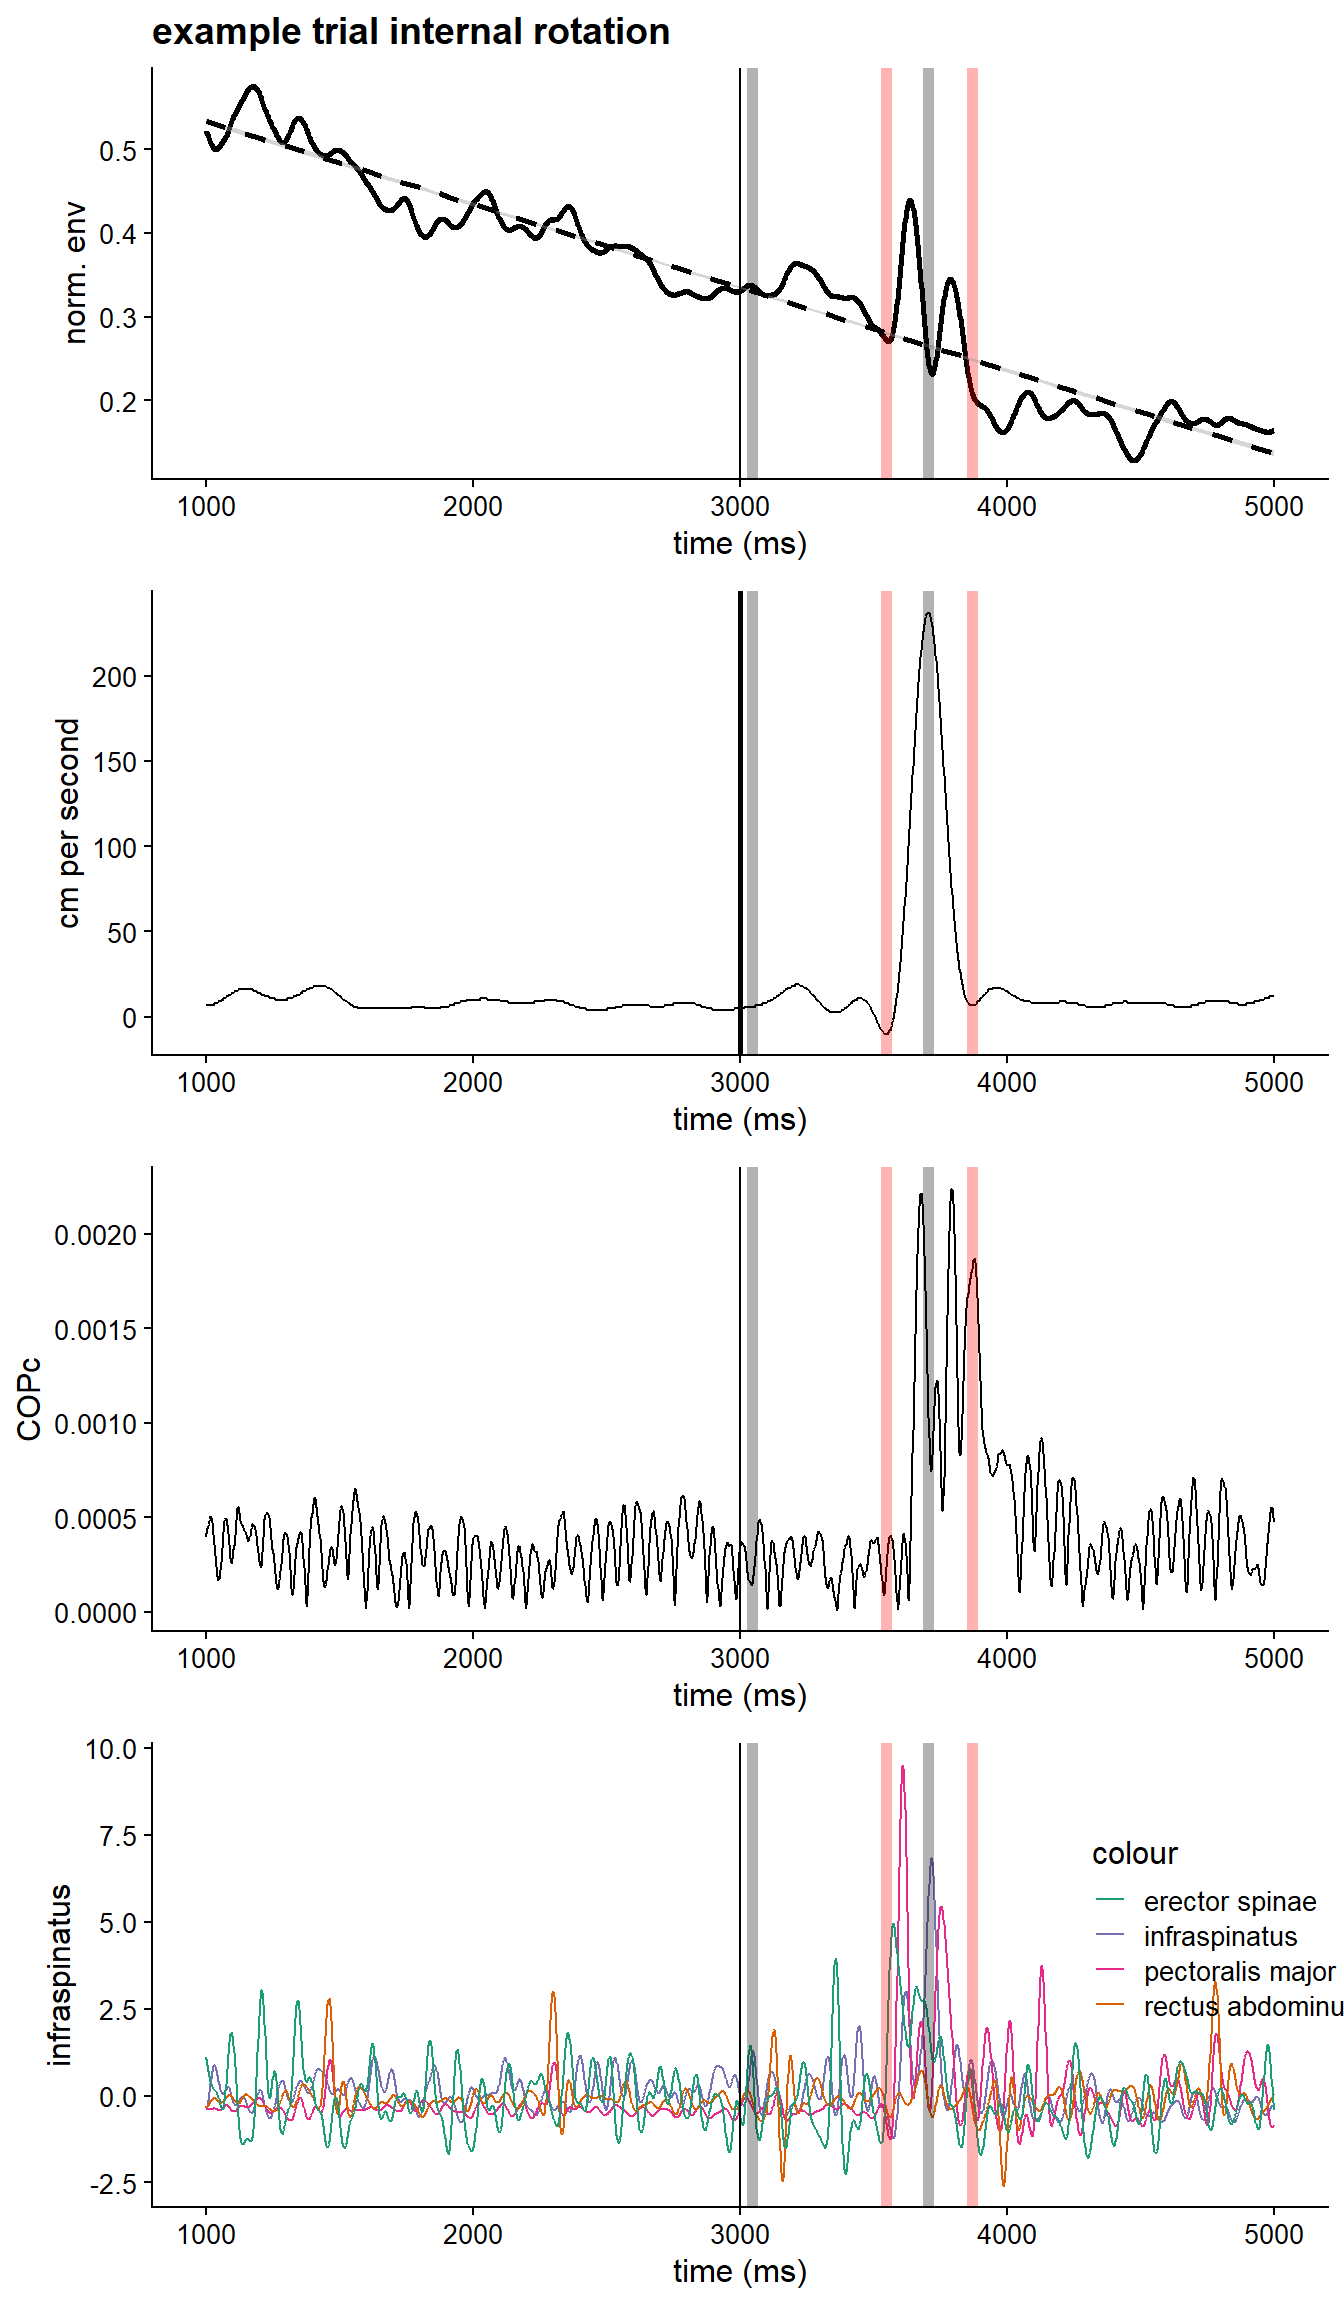 example trial internal rotation
norm. env
0.5
0.4
0.3
0.2
1000 2000 3000 4000 5000
time (ms)
cm per second
200
150
100
50
0
1000 2000 3000 4000 5000
time (ms)
COPc
0.0020
0.0015
0.0010
0.0005
0.0000
1000 2000 3000 4000 5000
time (ms)
infraspinatus
10.0
7.5
5.0
2.5
0.0
-2.5
colour
erector spinae
infraspinatus
pectoralis major
rectus abdominu
1000 2000 3000 4000 5000
time (ms)